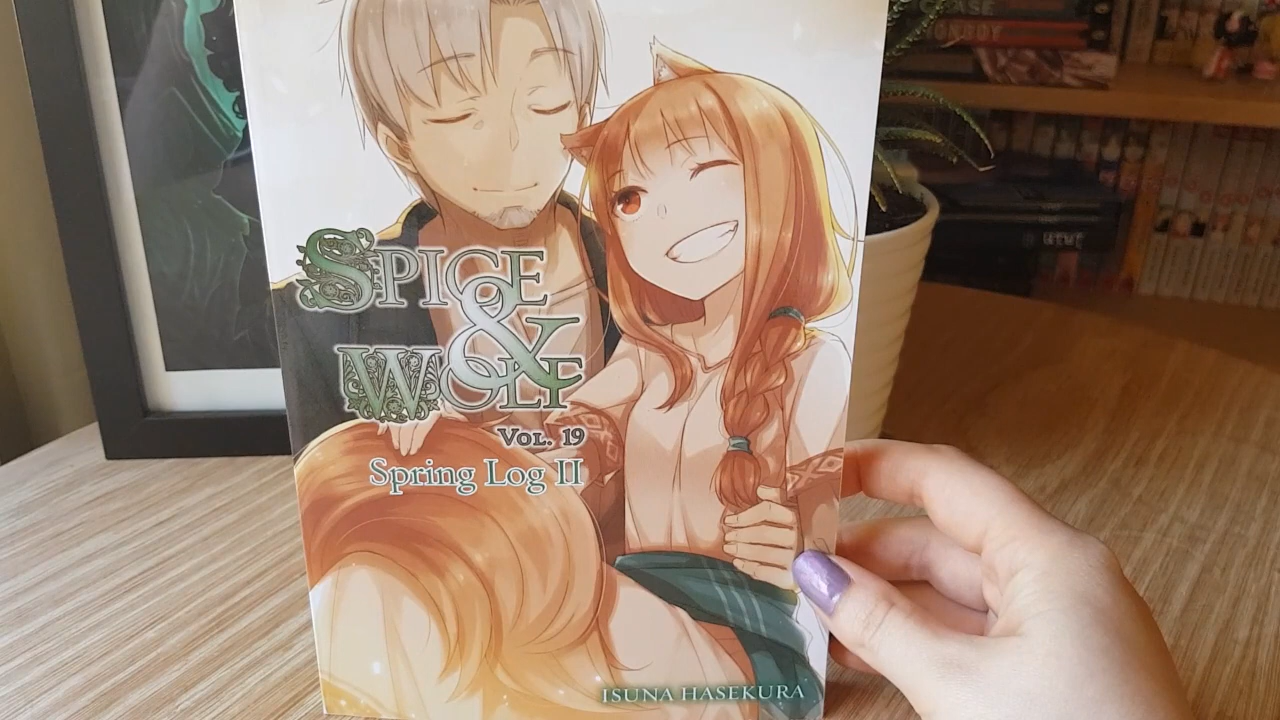 SPICE
&
WOLF
VOL. 19
Spring Log II
ISUNA HASEKURA